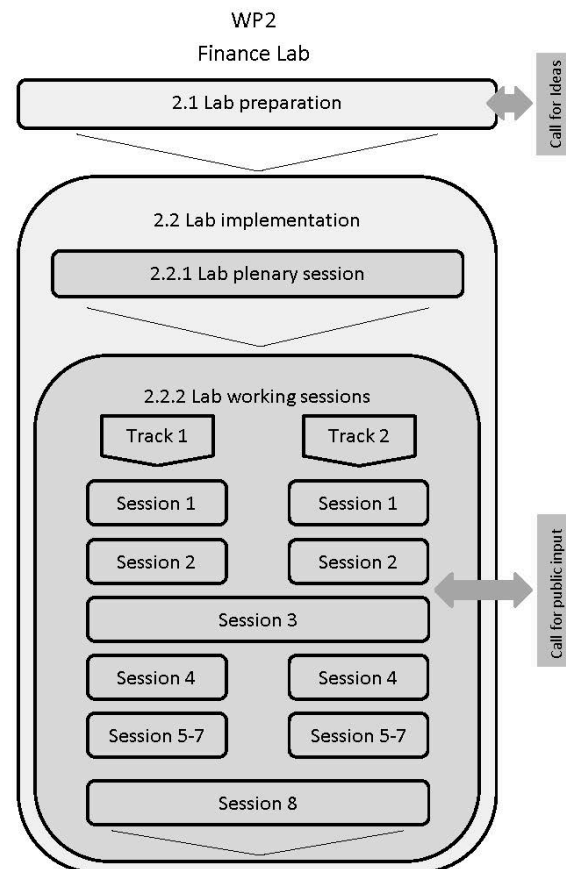 WP2
Finance Lab
2.1 Lab preparation
Call for Ideas
2.2 Lab implementation
2.2.1 Lab plenary session
2.2.2 Lab working sessions
Track 1
Track 2
Session 1
Session 1
Session 2
Session 2
Session 3
Call for public input
Session 4
Session 4
Session 5-7
Session 5-7
Session 8